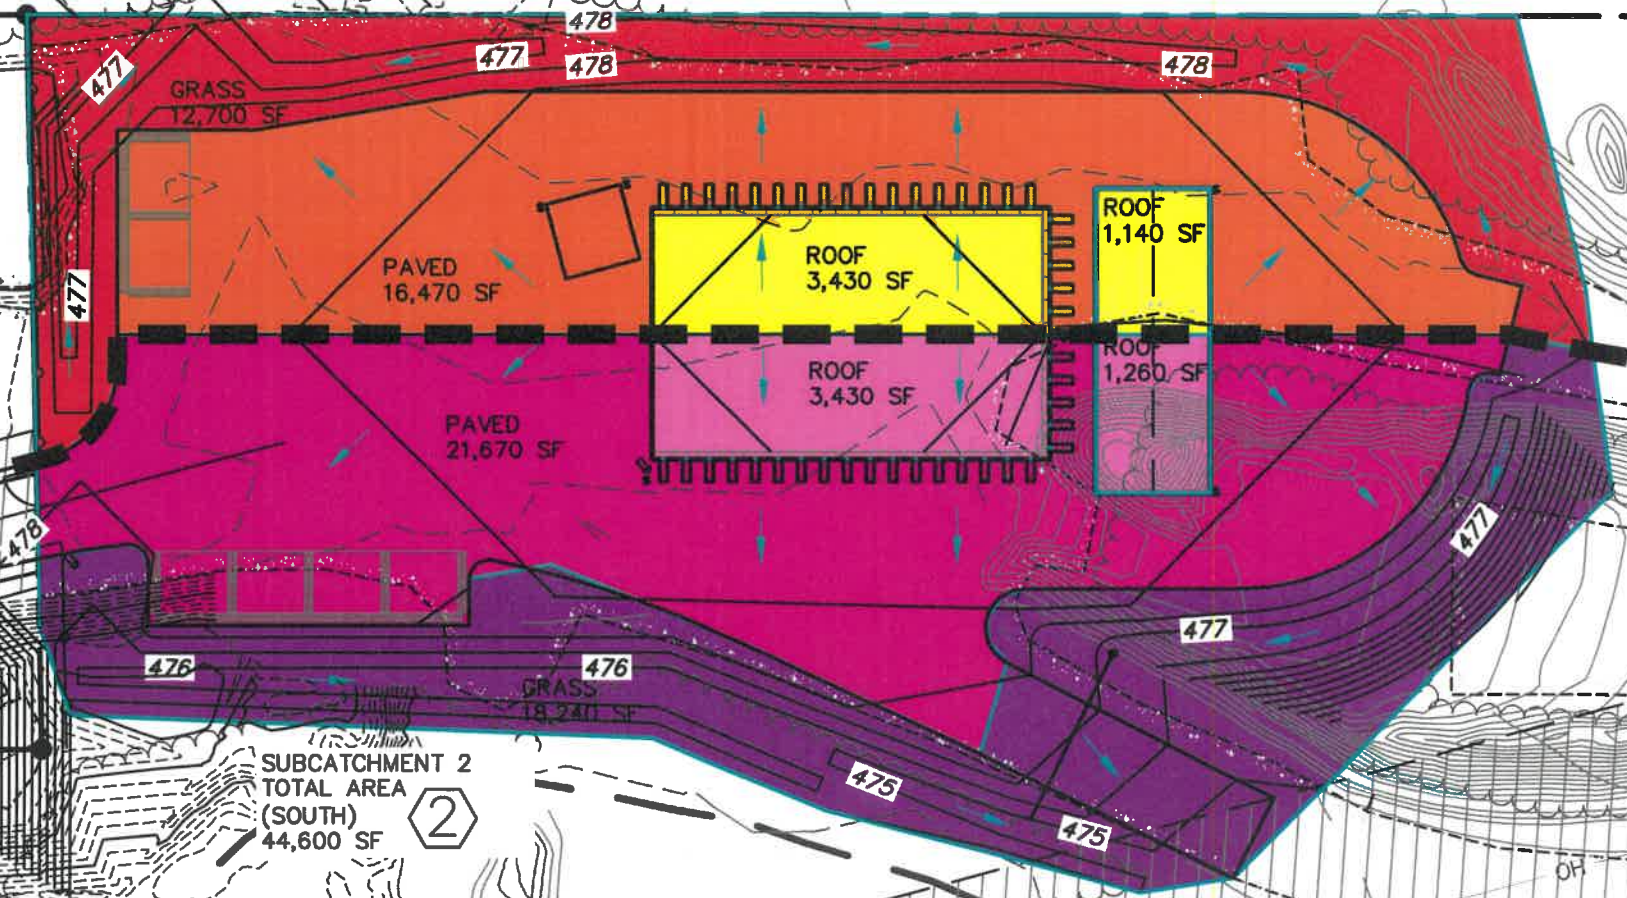 478
477
478
478
477
GRASS
12,700 SF
ROOF
1,140 SF
ROOF
3,430 SF
PAVED
16,470 SF
477
ROOF
1,260 SF
ROOF
3,430 SF
PAVED
21,670 SF
478
477
477
476
476
GRASS
18,240 SF
SUBCATCHMENT 2
TOTAL AREA
(SOUTH)
44,600 SF
2
475
475
OH